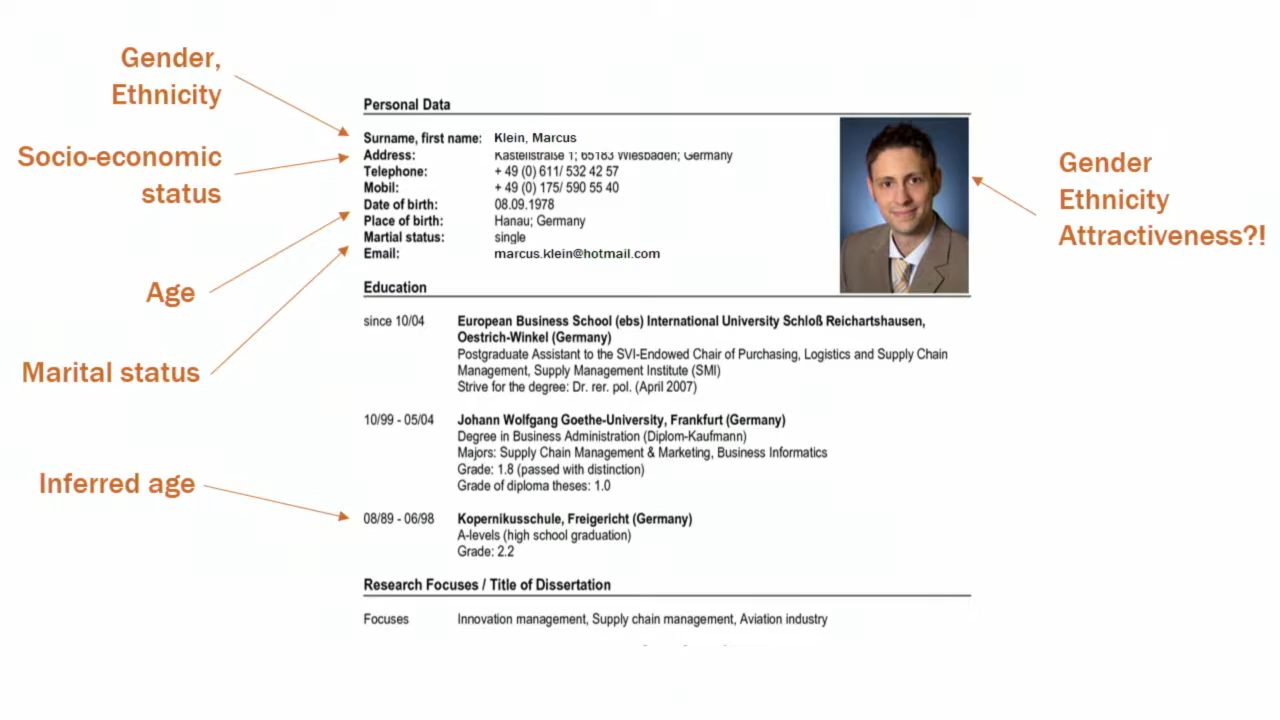 Gender,
Ethnicity
Socio-economic
status
Age
Marital status
Inferred age
Personal Data
Surname, first name: Klein, Marcus
Address: Kastellstraße 1; 65183 Wiesbaden; Germany
Telephone: + 49 (0) 611/ 532 42 57
Mobil: + 49 (0) 175/ 590 55 40
Date of birth: 08.09.1978
Place of birth: Hanau; Germany
Martial status: single
Email: marcus.klein@hotmail.com
Gender
Ethnicity
Attractiveness?!
Education
since 10/04 European Business School (ebs) International University Schloß Reichartshausen,
Oestrich-Winkel (Germany)
Postgraduate Assistant to the SVI-Endowed Chair of Purchasing, Logistics and Supply Chain
Management, Supply Management Institute (SMI)
Strive for the degree: Dr. rer. pol. (April 2007)
10/99 - 05/04 Johann Wolfgang Goethe-University, Frankfurt (Germany)
Degree in Business Administration (Diplom-Kaufmann)
Majors: Supply Chain Management & Marketing, Business Informatics
Grade: 1.8 (passed with distinction)
Grade of diploma theses: 1.0
08/89 - 06/98 Kopernikusschule, Freigericht (Germany)
A-levels (high school graduation)
Grade: 2.2
Research Focuses / Title of Dissertation
Focuses Innovation management, Supply chain management, Aviation industry